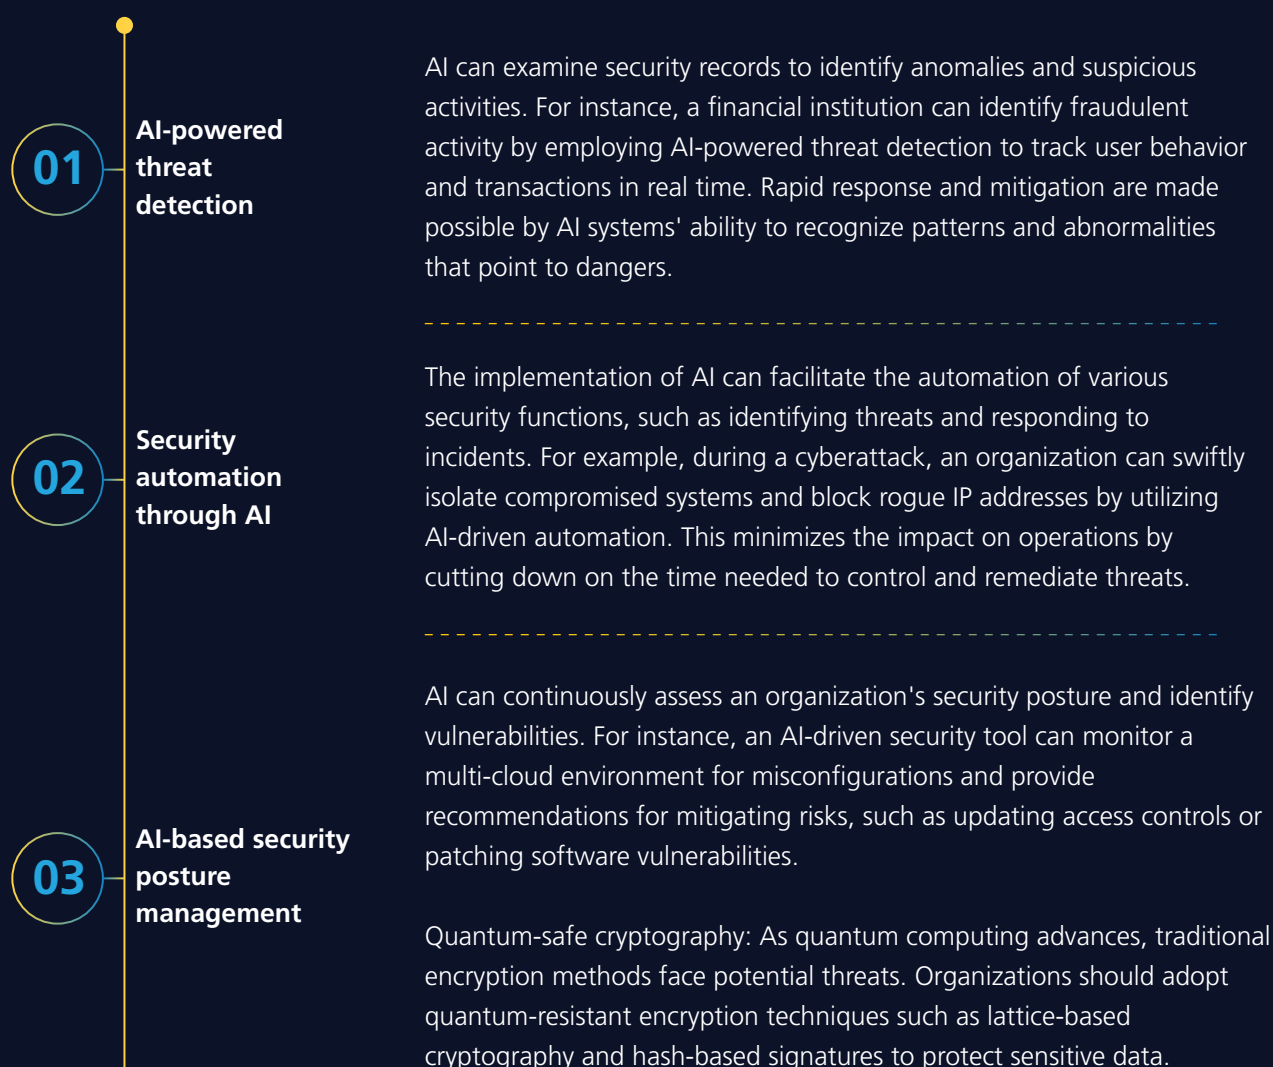 01
AI-powered
threat
detection
AI can examine security records to identify anomalies and suspicious
activities. For instance, a financial institution can identify fraudulent
activity by employing AI-powered threat detection to track user behavior
and transactions in real time. Rapid response and mitigation are made
possible by AI systems' ability to recognize patterns and abnormalities
that point to dangers.
02
Security
automation
through AI
The implementation of AI can facilitate the automation of various
security functions, such as identifying threats and responding to
incidents. For example, during a cyberattack, an organization can swiftly
isolate compromised systems and block rogue IP addresses by utilizing
AI-driven automation. This minimizes the impact on operations by
cutting down on the time needed to control and remediate threats.
03
AI-based security
posture
management
AI can continuously assess an organization's security posture and identify
vulnerabilities. For instance, an AI-driven security tool can monitor a
multi-cloud environment for misconfigurations and provide
recommendations for mitigating risks, such as updating access controls or
patching software vulnerabilities.
Quantum-safe cryptography: As quantum computing advances, traditional
encryption methods face potential threats. Organizations should adopt
quantum-resistant encryption techniques such as lattice-based
cryptography and hash-based signatures to protect sensitive data.